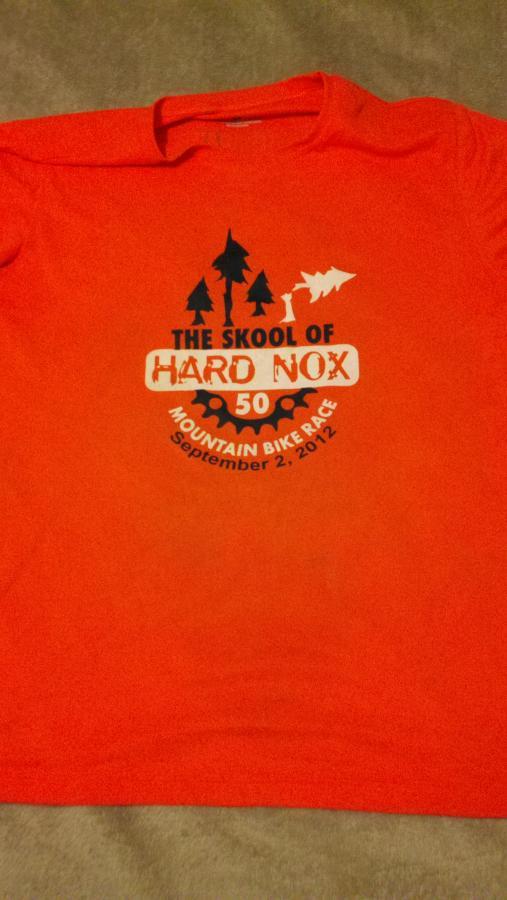 THE SKOOL OF
HARD NOX
50
MOUNTAIN BIKE RACE
September 2, 2012